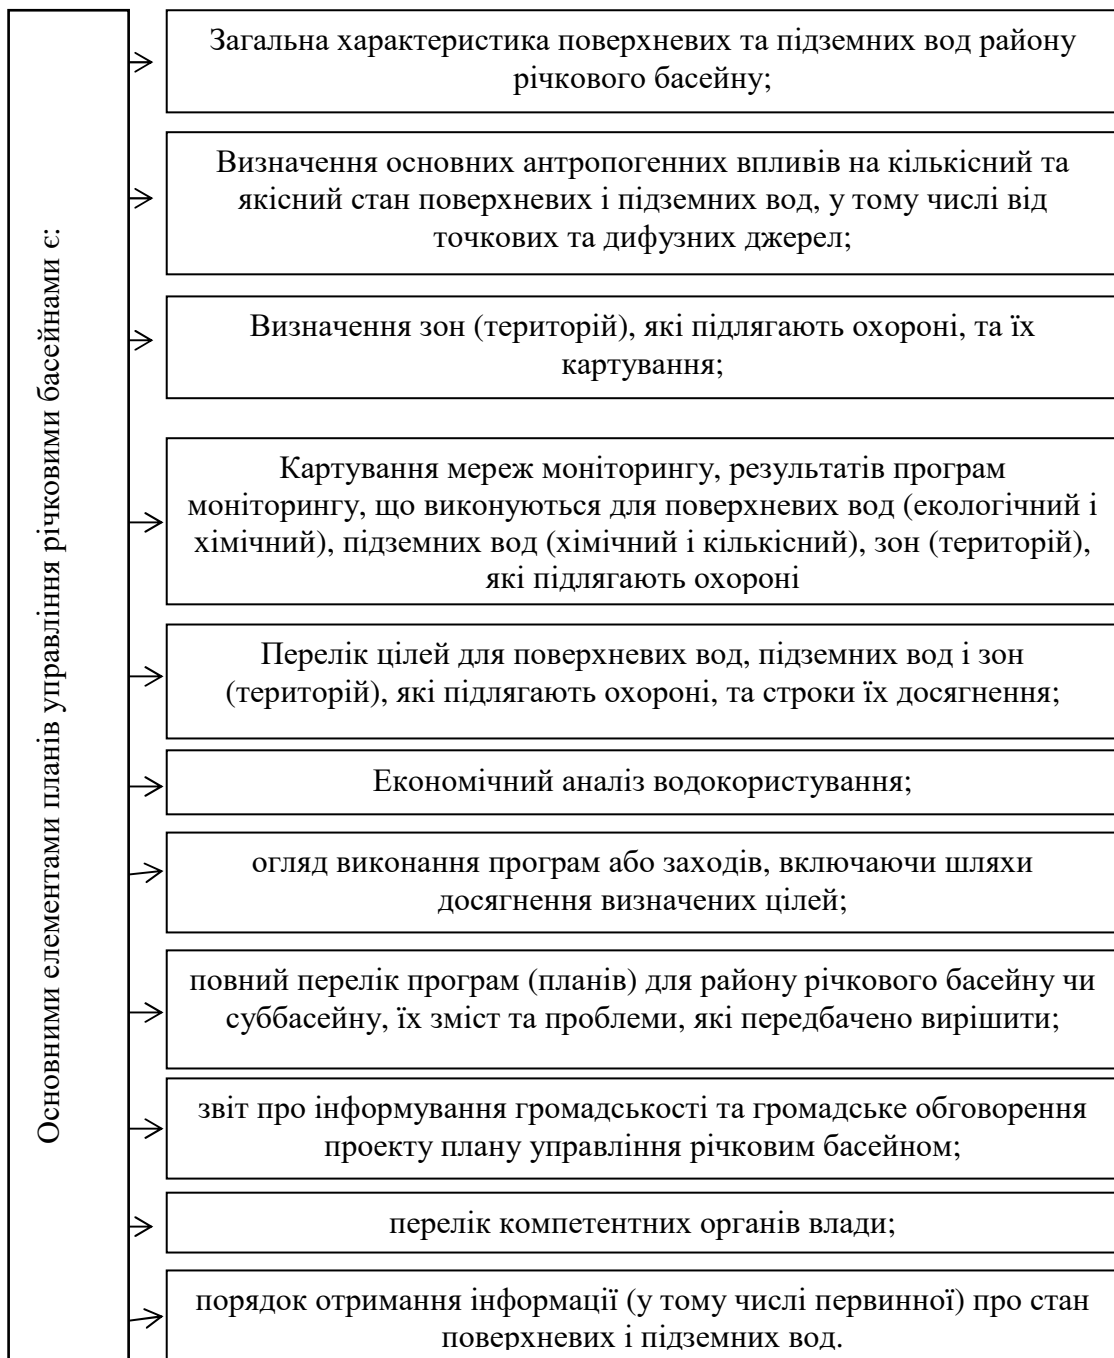 Основними елементами планів управління річковими басейнами є:
Загальна характеристика поверхневих та підземних вод району
річкового басейну;
Визначення основних антропогенних впливів на кількісний та
якісний стан поверхневих і підземних вод, у тому числі від
точкових та дифузних джерел;
Визначення зон (територій), які підлягають охороні, та їх
картування;
Картування мереж моніторингу, результатів програм
моніторингу, що виконуються для поверхневих вод (екологічний і
хімічний), підземних вод (хімічний і кількісний), зон (територій),
які підлягають охороні
Перелік цілей для поверхневих вод, підземних вод і зон
(територій), які підлягають охороні, та строки їх досягнення;
Економічний аналіз водокористування;
огляд виконання програм або заходів, включаючи шляхи
досягнення визначених цілей;
повний перелік програм (планів) для району річкового басейну чи
суббасейну, їх зміст та проблеми, які передбачено вирішити;
звіт про інформування громадськості та громадське обговорення
проекту плану управління річковим басейном;
перелік компетентних органів влади;
порядок отримання інформації (у тому числі первинної) про стан
поверхневих і підземних вод.